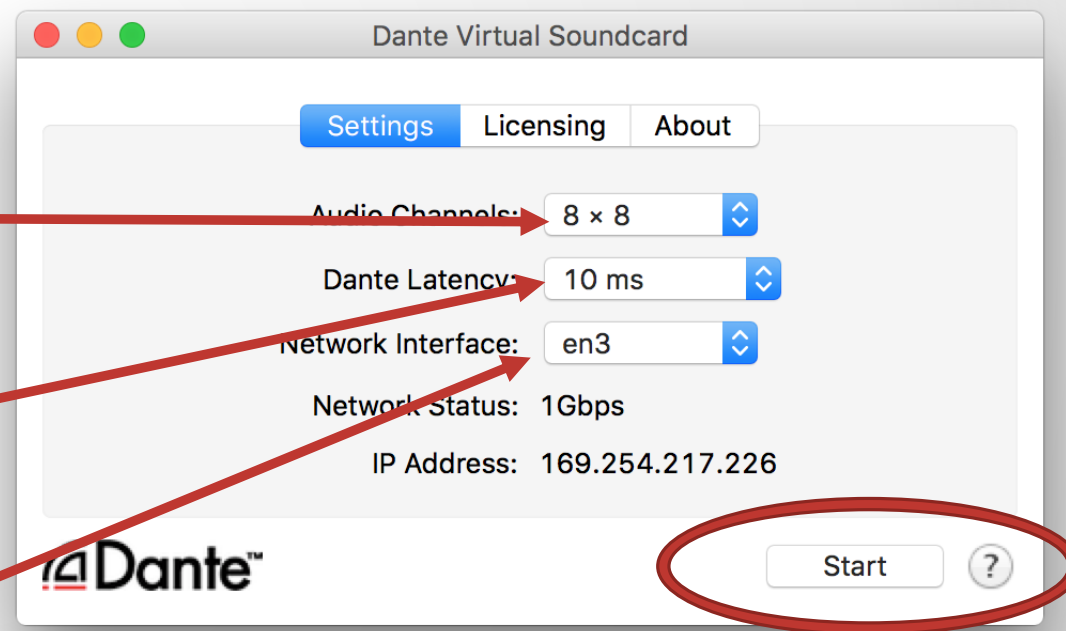 Dante Virtual Soundcard
Settings Licensing About
Audio Channels: 8 × 8
Dante Latency: 10 ms
Network Interface: en3
Network Status: 1Gbps
IP Address: 169.254.217.226
Dante™ Start ?